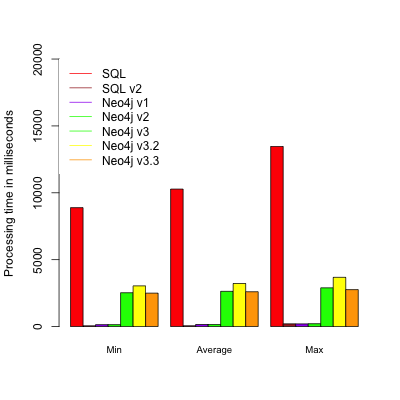 Processing time in milliseconds
20000
15000
10000
5000
0
SQL
SQL v2
Neo4j v1
Neo4j v2
Neo4j v3
Neo4j v3.2
Neo4j v3.3
Min Average Max